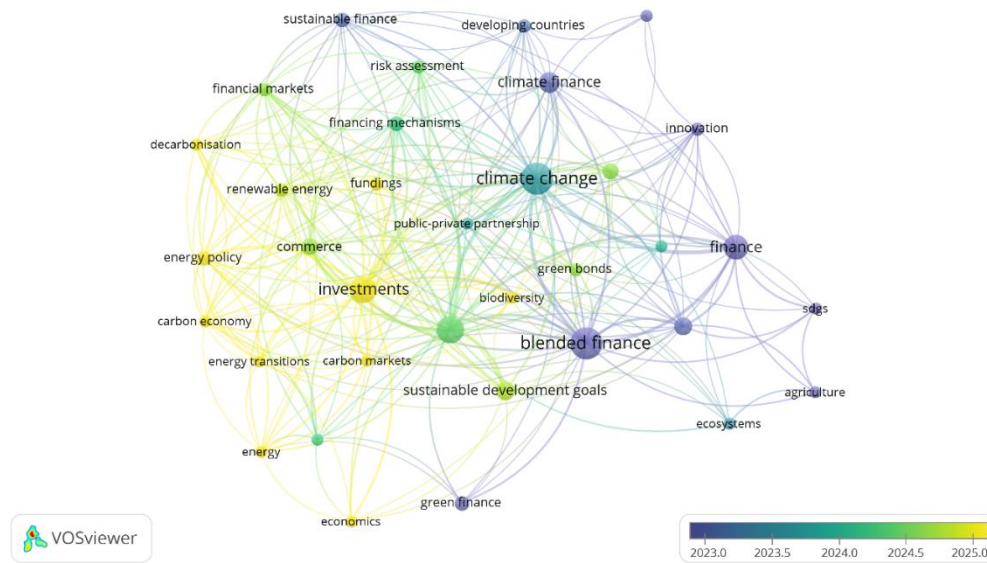 sustainable finance
developing countries
risk assessment
climate finance
financial markets
financing mechanisms
innovation
decarbonisation
climate change
renewable energy
fundings
public-private partnership
commerce
finance
energy policy
green bonds
investments
biodiversity
sdgs
carbon economy
blended finance
energy transitions
carbon markets
sustainable development goals
agriculture
ecosystems
energy
green finance
economics
VOSviewer
2023.0 2023.5 2024.0 2024.5 2025.0